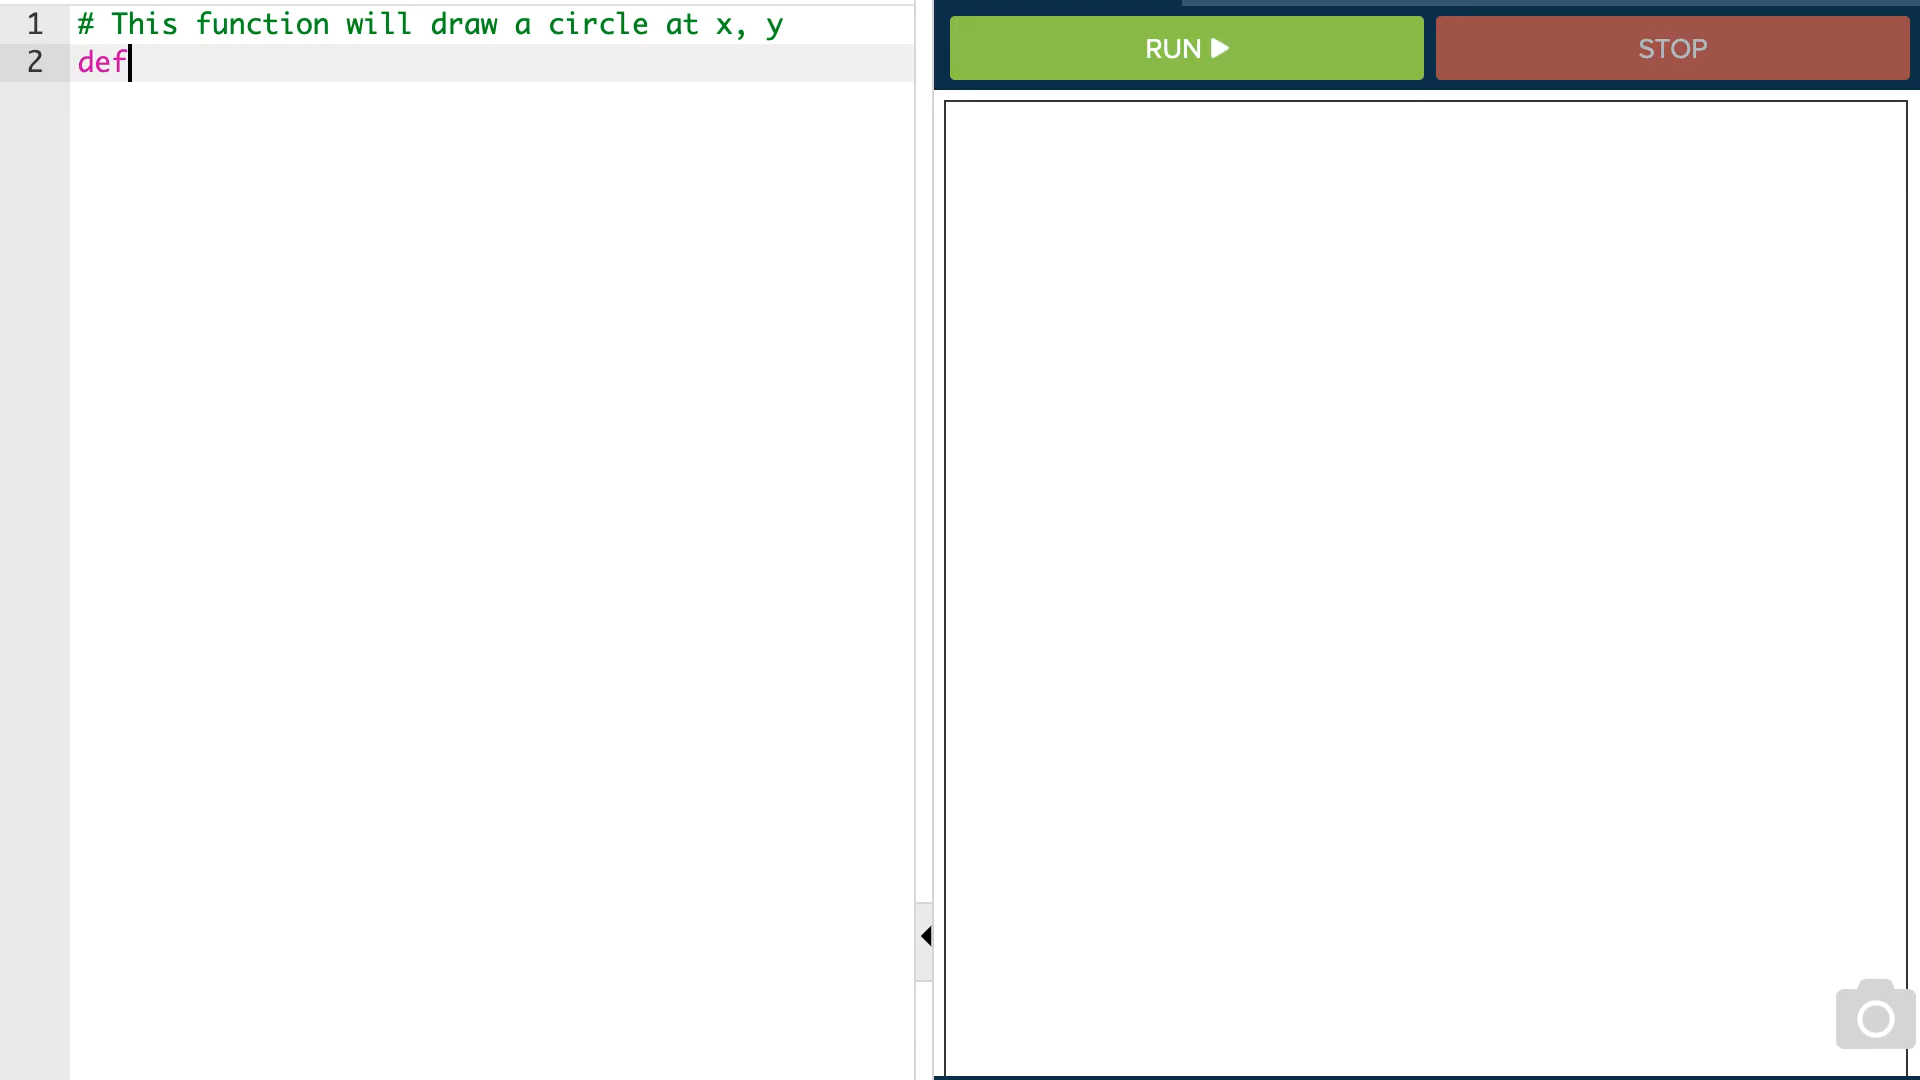 1 # This function will draw a circle at x, y
2 def
RUN
STOP